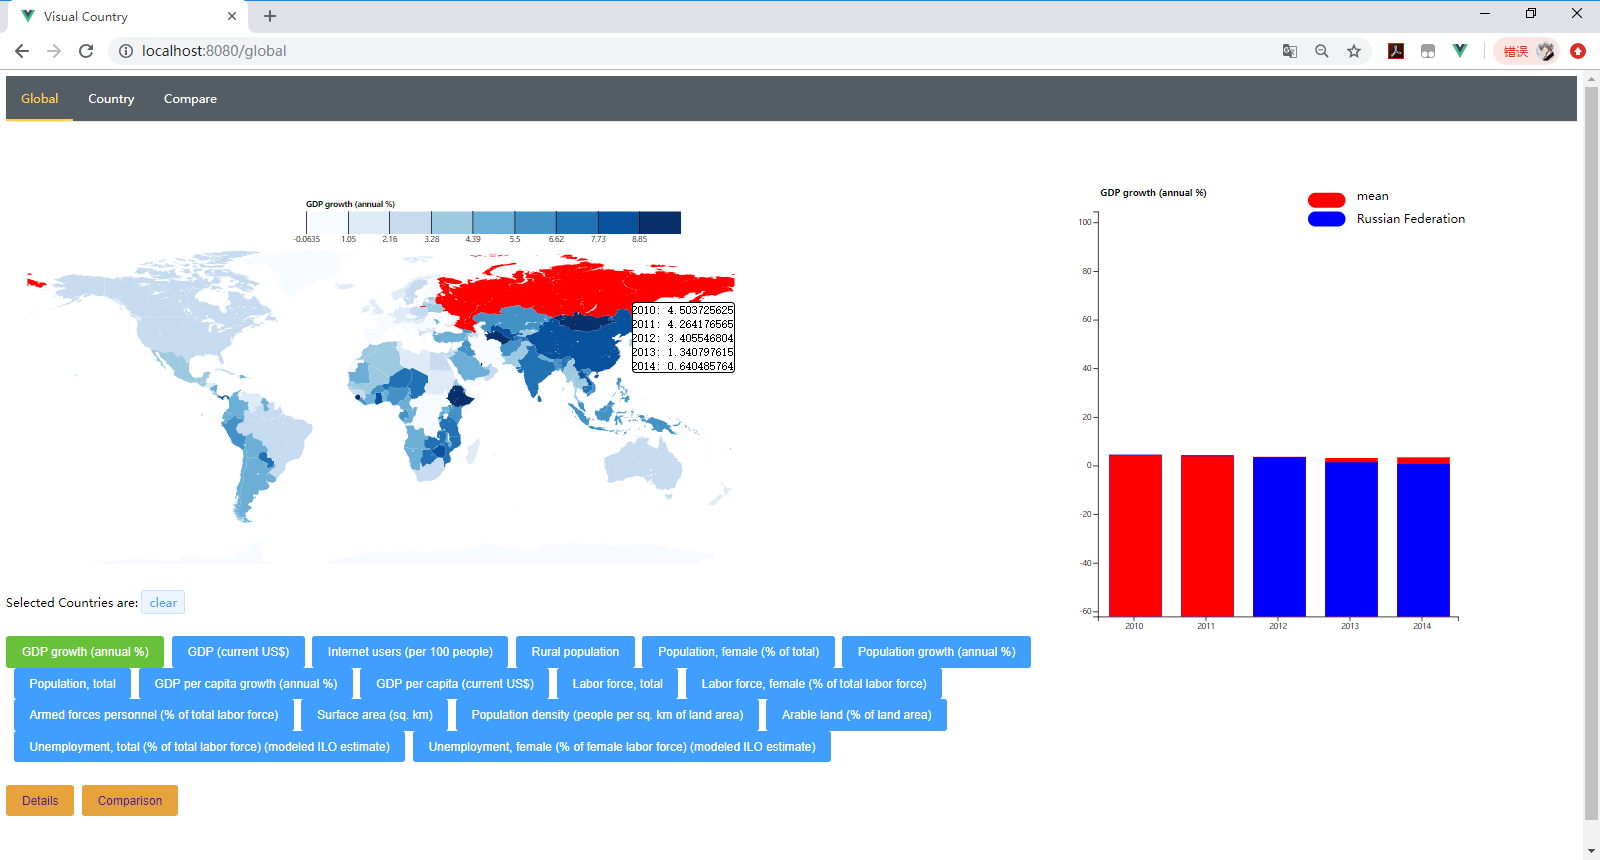 Visual Country
localhost:8080/global
错误
Global Country Compare
GDP growth (annual %)
-0.0635 1.05 2.16 3.28 4.39 5.5 6.62 7.73 8.85
2010: 4.503725625
2011: 4.264176565
2012: 3.405546804
2013: 1.340797615
2014: 0.640485764
GDP growth (annual %)
mean
Russian Federation
100
80
60
40
20
0
-20
-40
-60
2010 2011 2012 2013 2014
Selected Countries are: clear
GDP growth (annual %) GDP (current US$) Internet users (per 100 people) Rural population Population, female (% of total) Population growth (annual %)
Population, total GDP per capita growth (annual %) GDP per capita (current US$) Labor force, total Labor force, female (% of total labor force)
Armed forces personnel (% of total labor force) Surface area (sq. km) Population density (people per sq. km of land area) Arable land (% of land area)
Unemployment, total (% of total labor force) (modeled ILO estimate) Unemployment, female (% of female labor force) (modeled ILO estimate)
Details Comparison